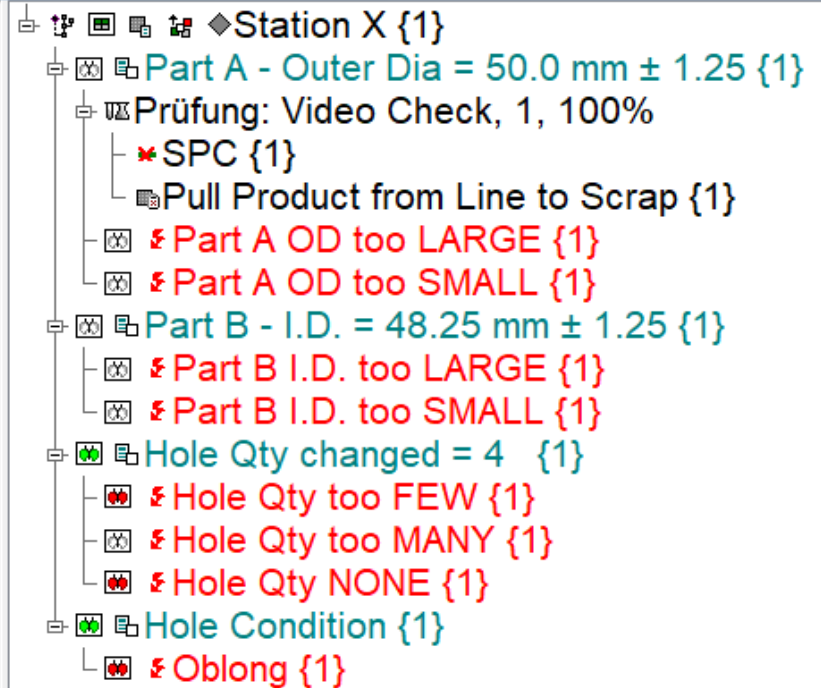 Station X {1}
Part A - Outer Dia = 50.0 mm ± 1.25 {1}
Prüfung: Video Check, 1, 100%
SPC {1}
Pull Product from Line to Scrap {1}
Part A OD too LARGE {1}
Part A OD too SMALL {1}
Part B - I.D. = 48.25 mm ± 1.25 {1}
Part B I.D. too LARGE {1}
Part B I.D. too SMALL {1}
Hole Qty changed = 4 {1}
Hole Qty too FEW {1}
Hole Qty too MANY {1}
Hole Qty NONE {1}
Hole Condition {1}
Oblong {1}